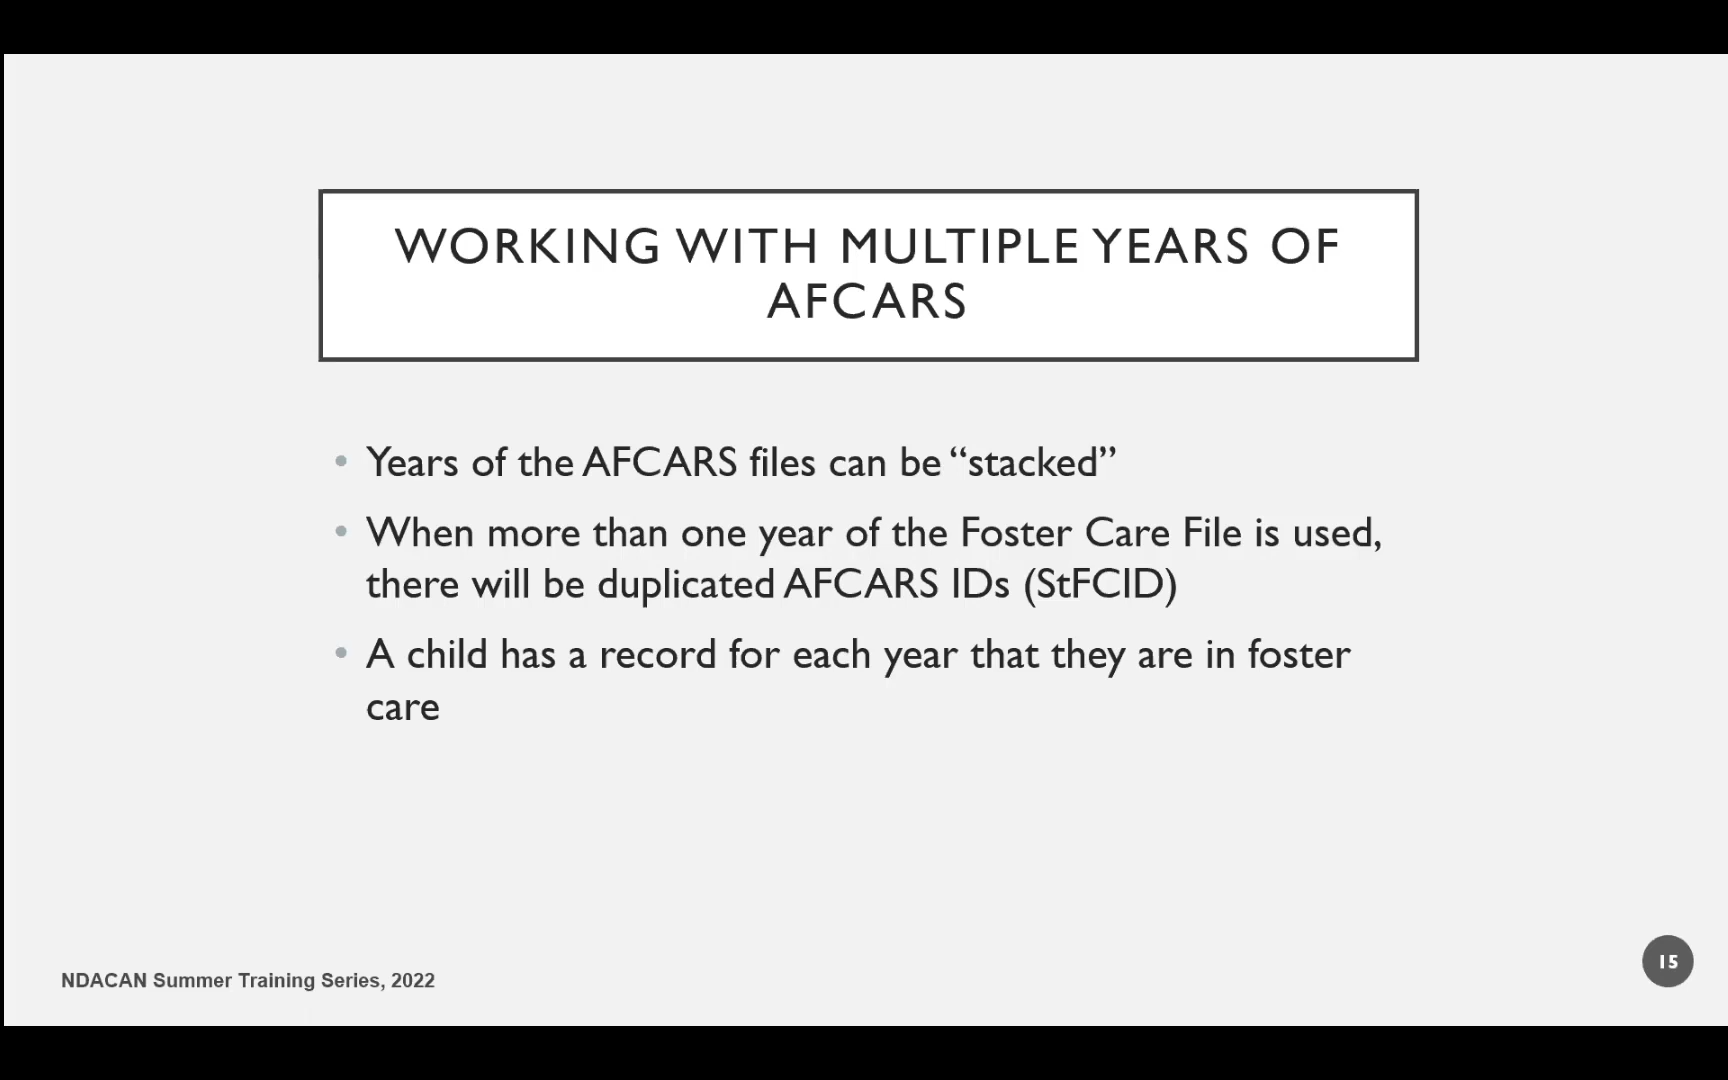 WORKING WITH MULTIPLE YEARS OF
AFCARS
• Years of the AFCARS files can be “stacked”
• When more than one year of the Foster Care File is used,
there will be duplicated AFCARS IDs (StFCID)
• A child has a record for each year that they are in foster
care
NDACAN Summer Training Series, 2022
15